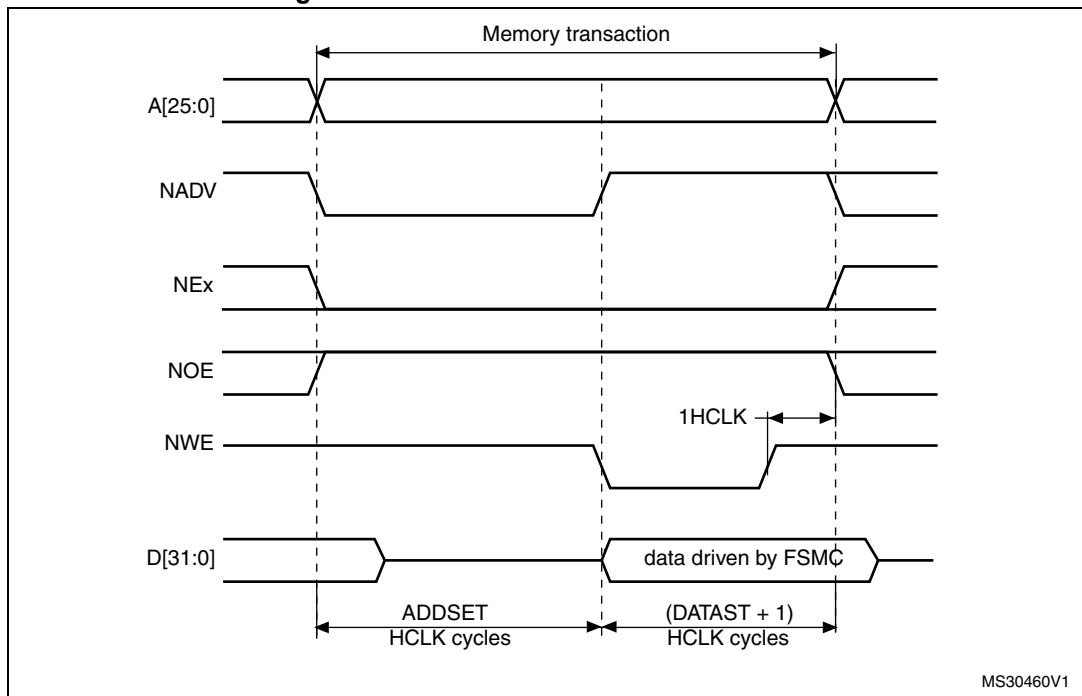 g
Memory transaction
A[25:0]
NADV
NEx
NOE
1HCLK
NWE
D[31:0]
data driven by FSMC
ADDSET
HCLK cycles
(DATAST + 1)
HCLK cycles
MS30460V1